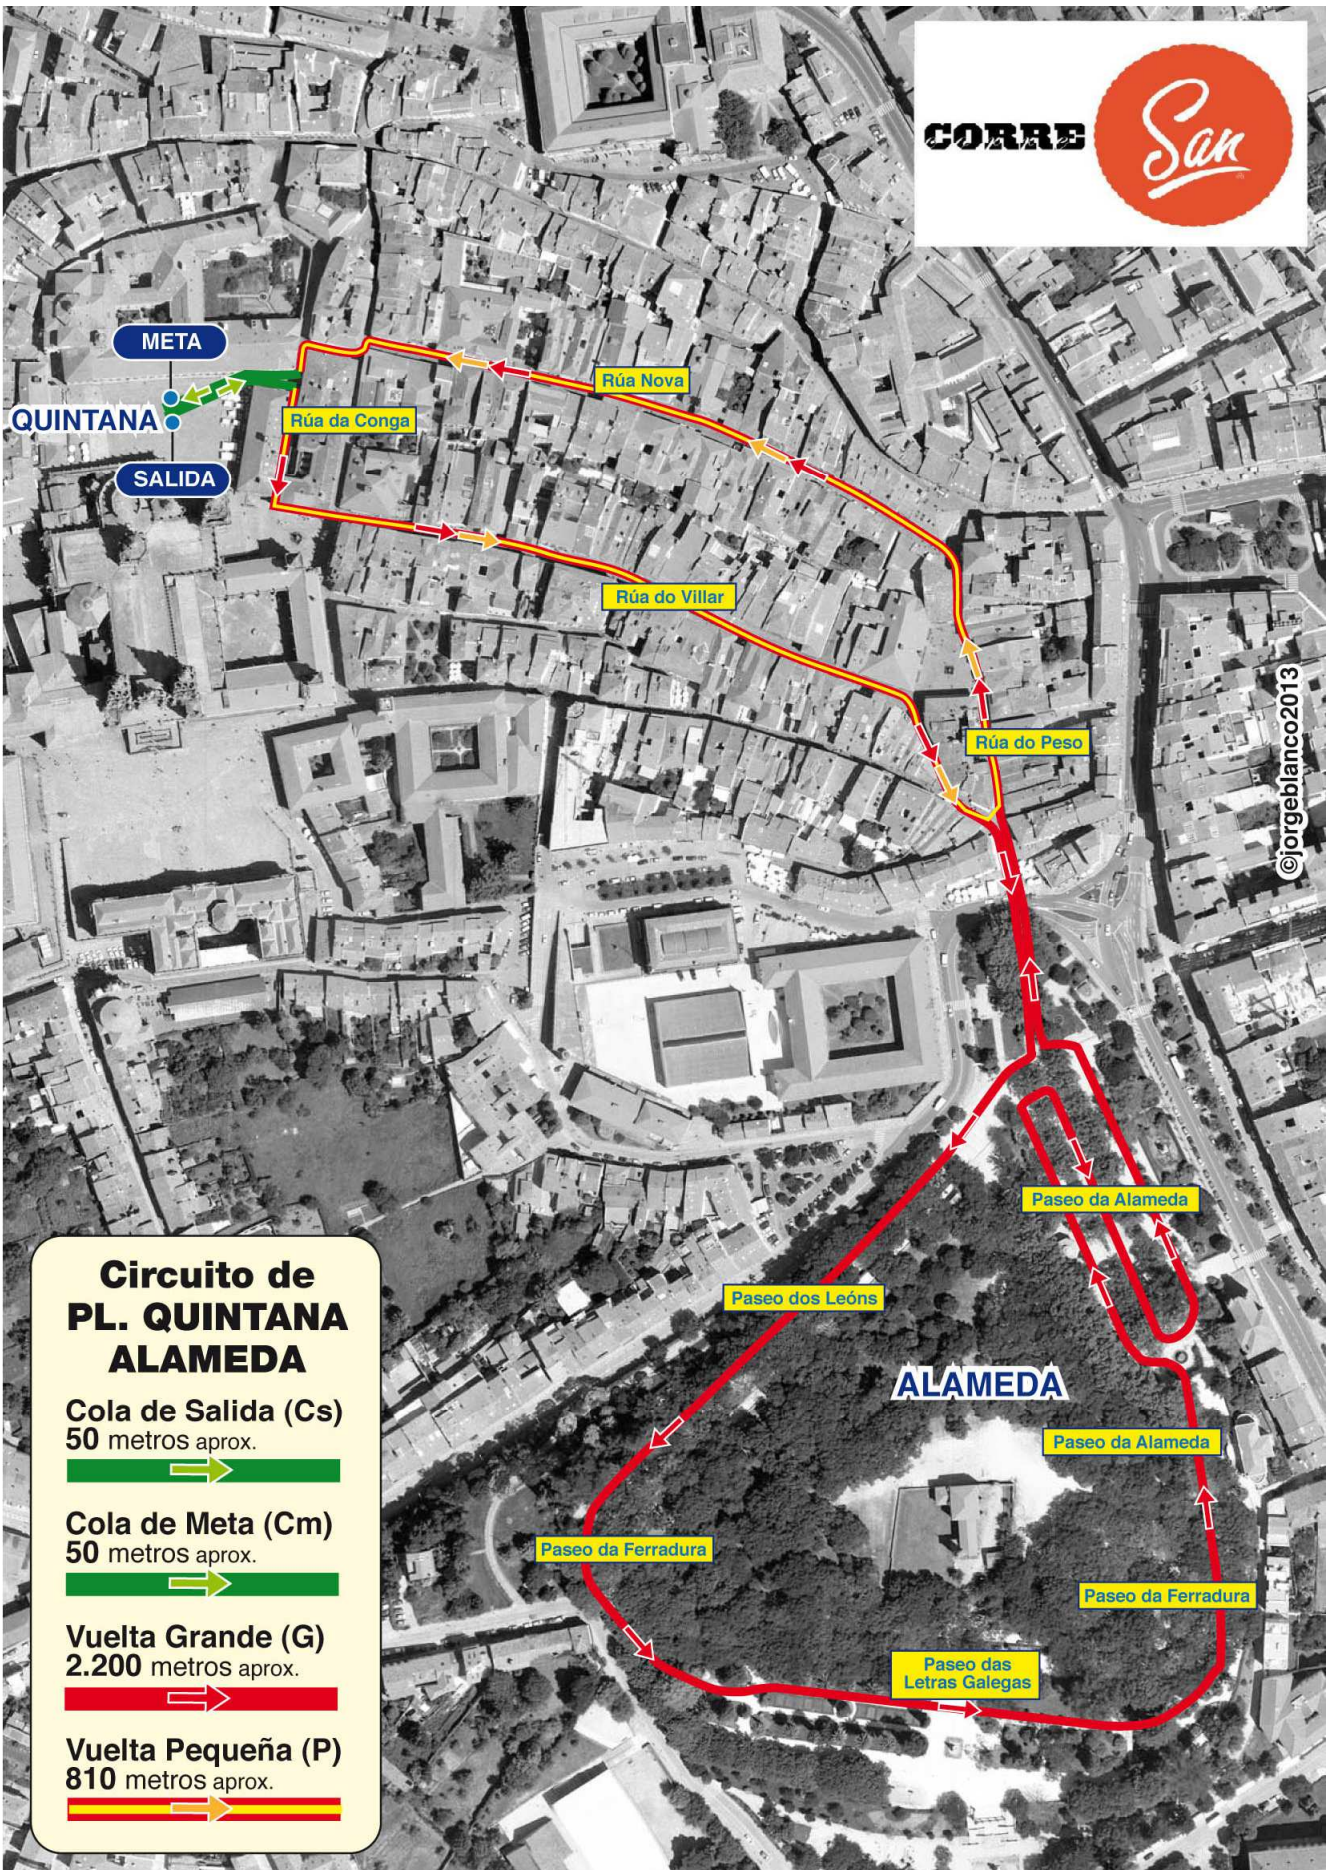 CORRE
San
META
QUINTANA
SALIDA
Rúa da Conga
Rúa Nova
Rúa do Villar
Rúa do Peso
©jorgeblanco2013
Paseo da Alameda
Paseo dos Leóns
ALAMEDA
Paseo da Alameda
Paseo da Ferradura
Paseo da Ferradura
Paseo das
Letras Galegas
Circuito de
PL. QUINTANA
ALAMEDA
Cola de Salida (Cs)
50 metros aprox.
Cola de Meta (Cm)
50 metros aprox.
Vuelta Grande (G)
2.200 metros aprox.
Vuelta Pequeña (P)
810 metros aprox.